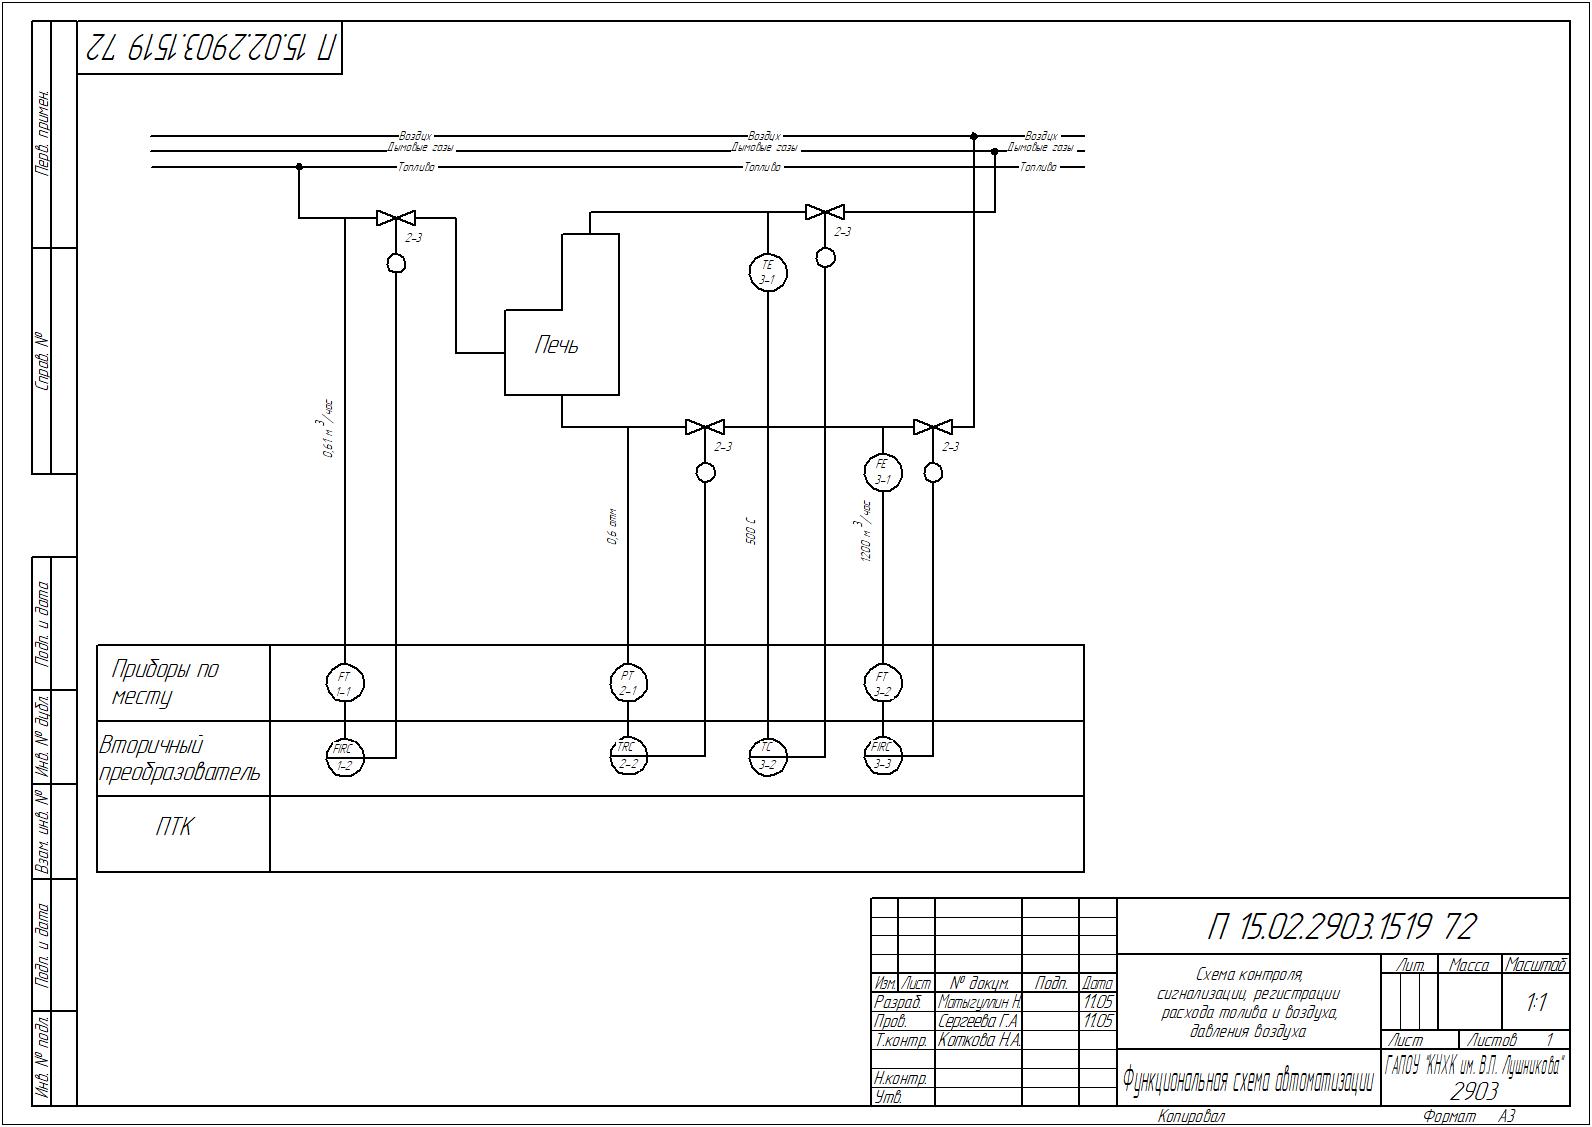 П 15.02.2903.1519 72
Перв. примен.
Справ. №
Подп. и дата
Инв. № дубл.
Взам. инв. №
Подп. и дата
Инв. № подл.
Воздих Воздих Воздих
Дымовые газы Дымовые газы Дымовые газы
Топливо Топливо Топливо
2-3
2-3
TE
3-1
Печь
0,61 м³/час
2-3
2-3
FE
3-1
0,6 атм
500 С
1200 м³/час
Приборы по
месту
FT
1-1
PT
2-1
FT
3-2
Вторичный
преобразователь
FIRC
1-2
TRC
2-2
TC
3-2
FIRC
3-3
ПТК
П 15.02.2903.1519 72
Изм. Лист № докум. Подп. Дата
Разраб. Матыгуллин Н. 11.05
Пров. Сергеева Г.А 11.05
Т.контр. Коткова Н.А.
Н.контр.
Утв.
Схема контроля,
сигнализации, регистрации
расхода толива и воздуха,
давления воздуха.
Лит. Масса Масштаб
1:1
Лист Листов 1
Функциональная схема автоматизации
ГАПОУ "КНХК им. В.П. Лушникова"
2903
Копировал Формат А3